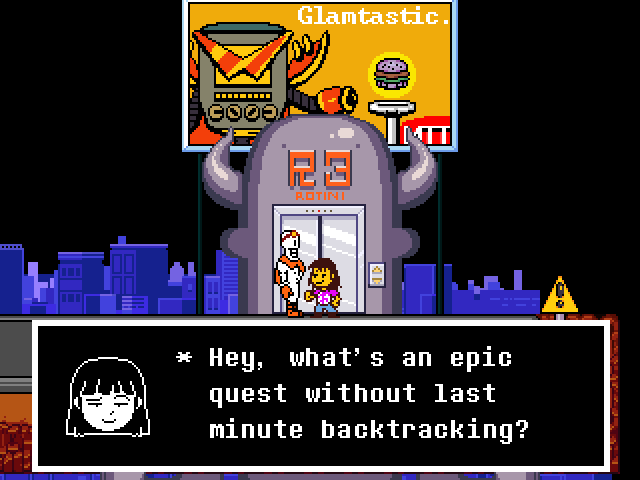 Glamtastic.
R3
ROTINI
* Hey, what's an epic
quest without last
minute backtracking?